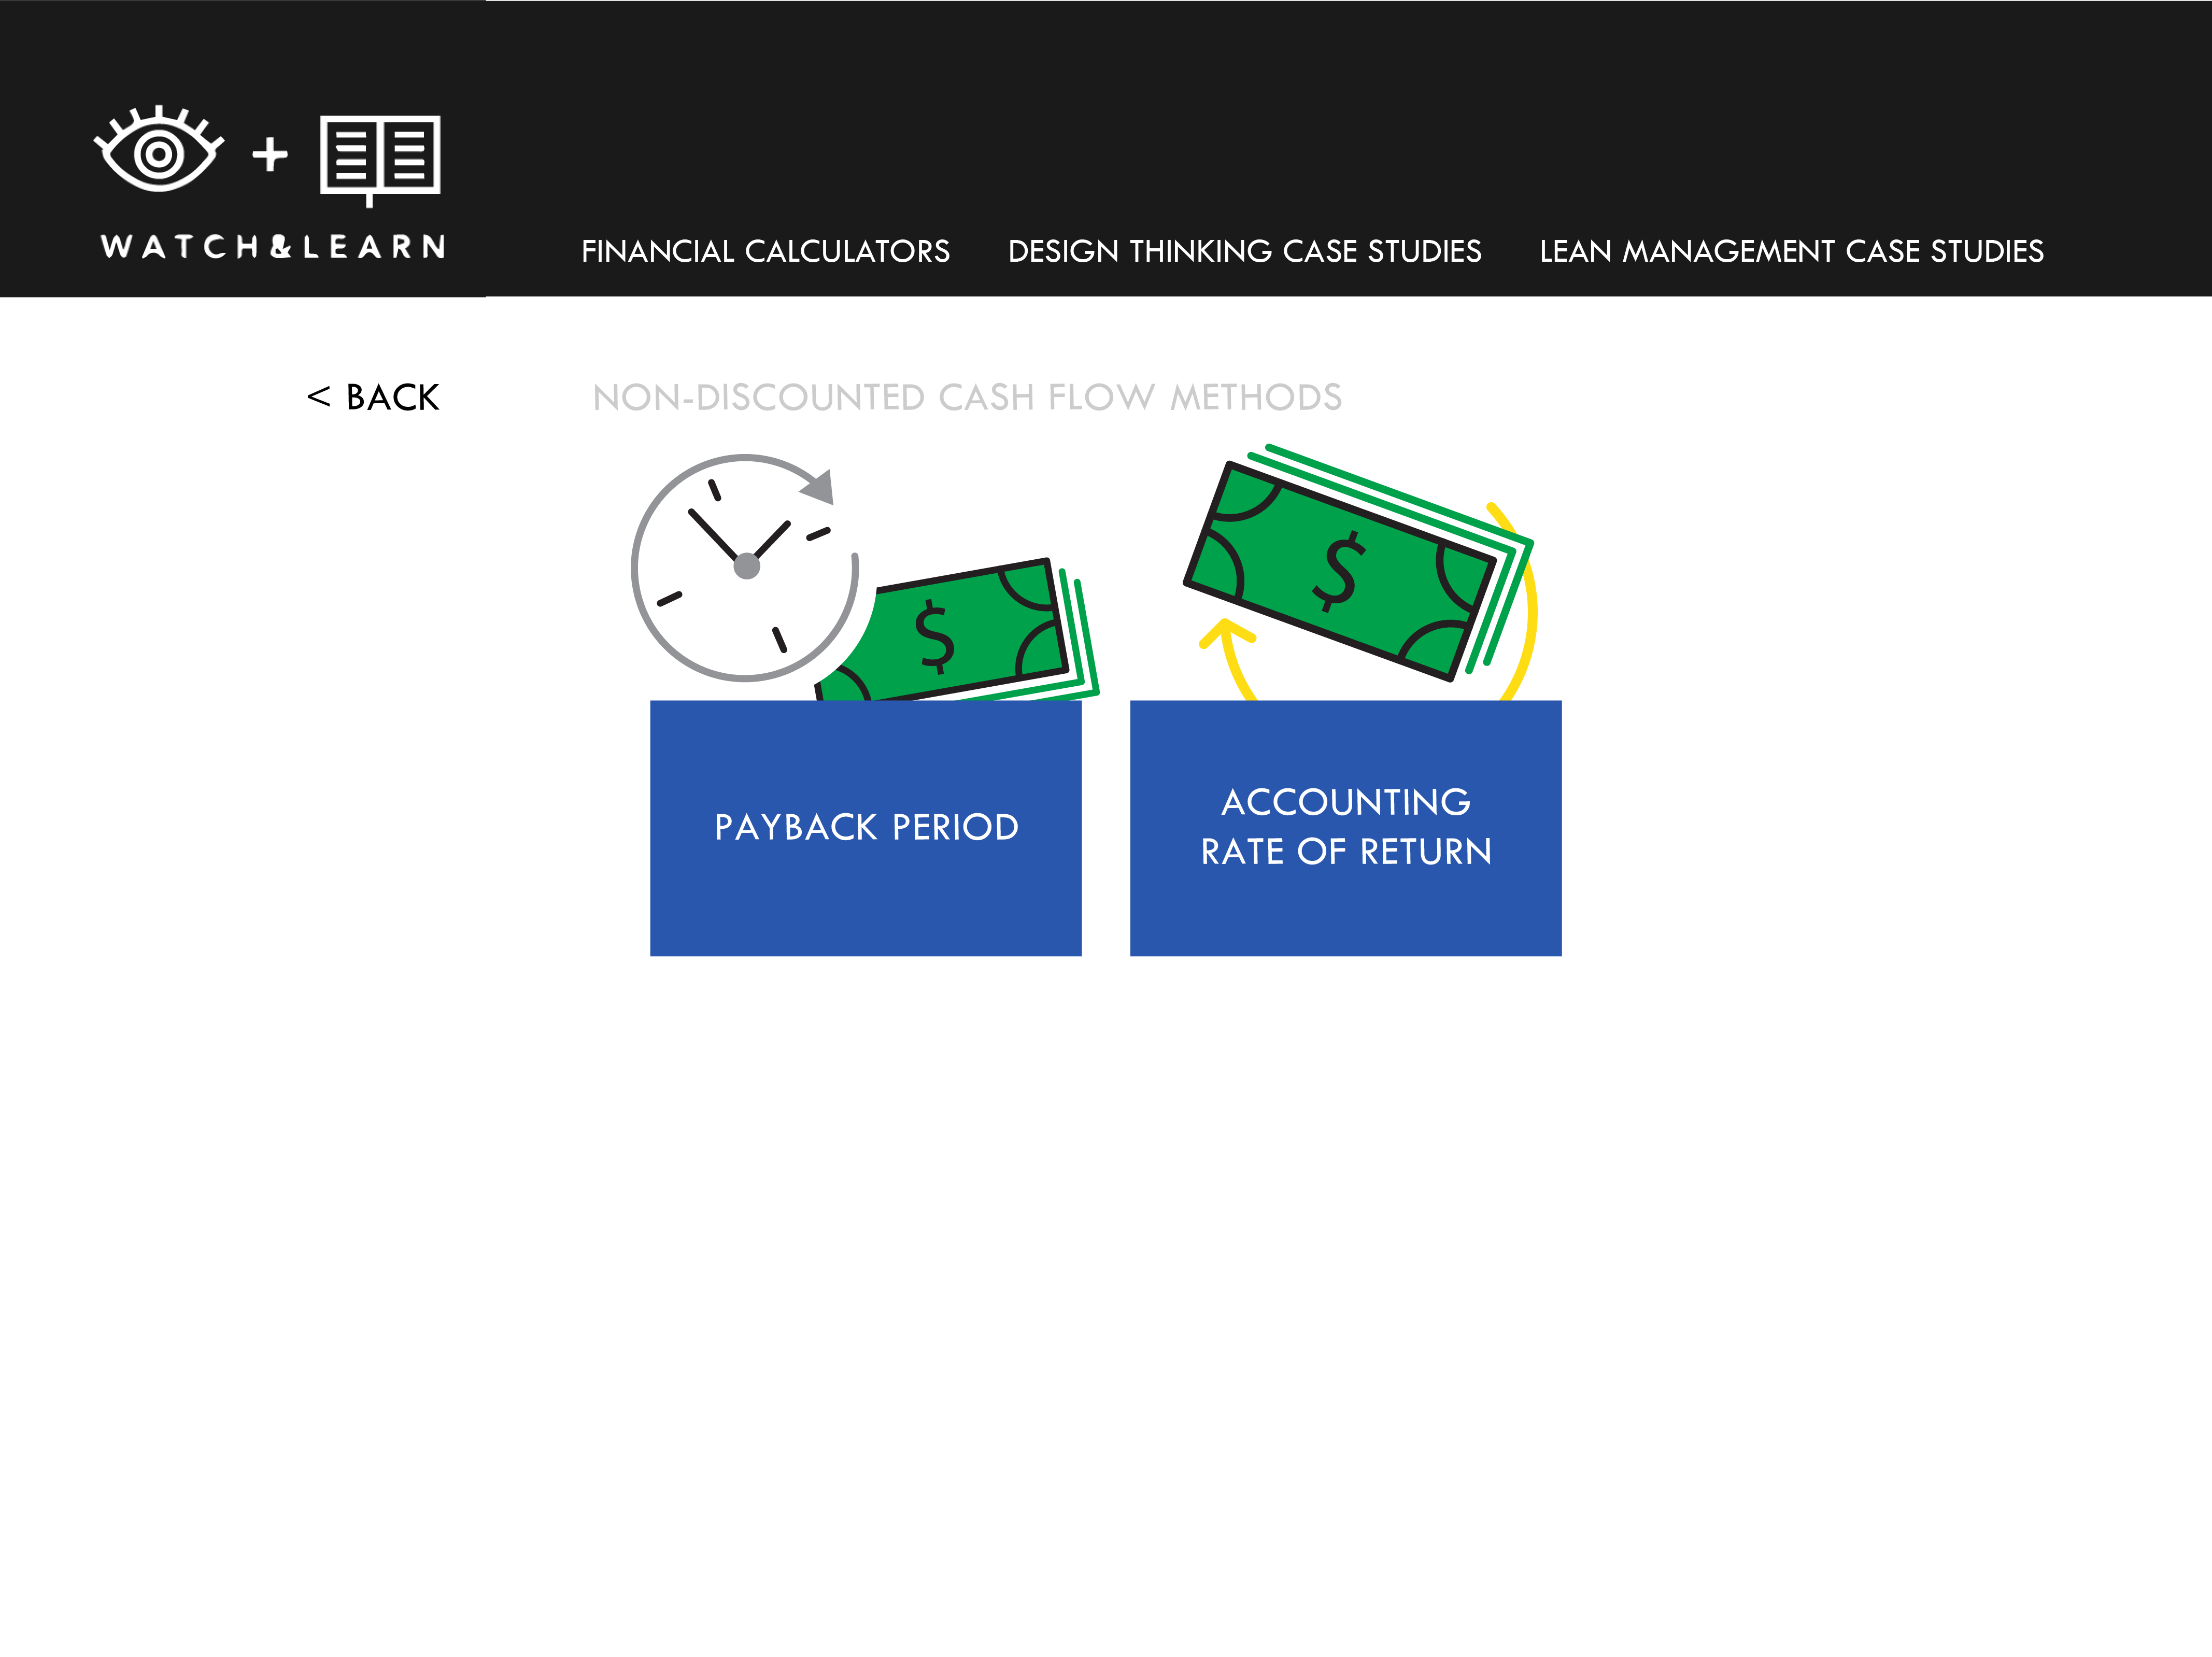 WATCH&LEARN
FINANCIAL CALCULATORS
DESIGN THINKING CASE STUDIES
LEAN MANAGEMENT CASE STUDIES
< BACK
NON-DISCOUNTED CASH FLOW METHODS
$
$
PAYBACK PERIOD
ACCOUNTING
RATE OF RETURN